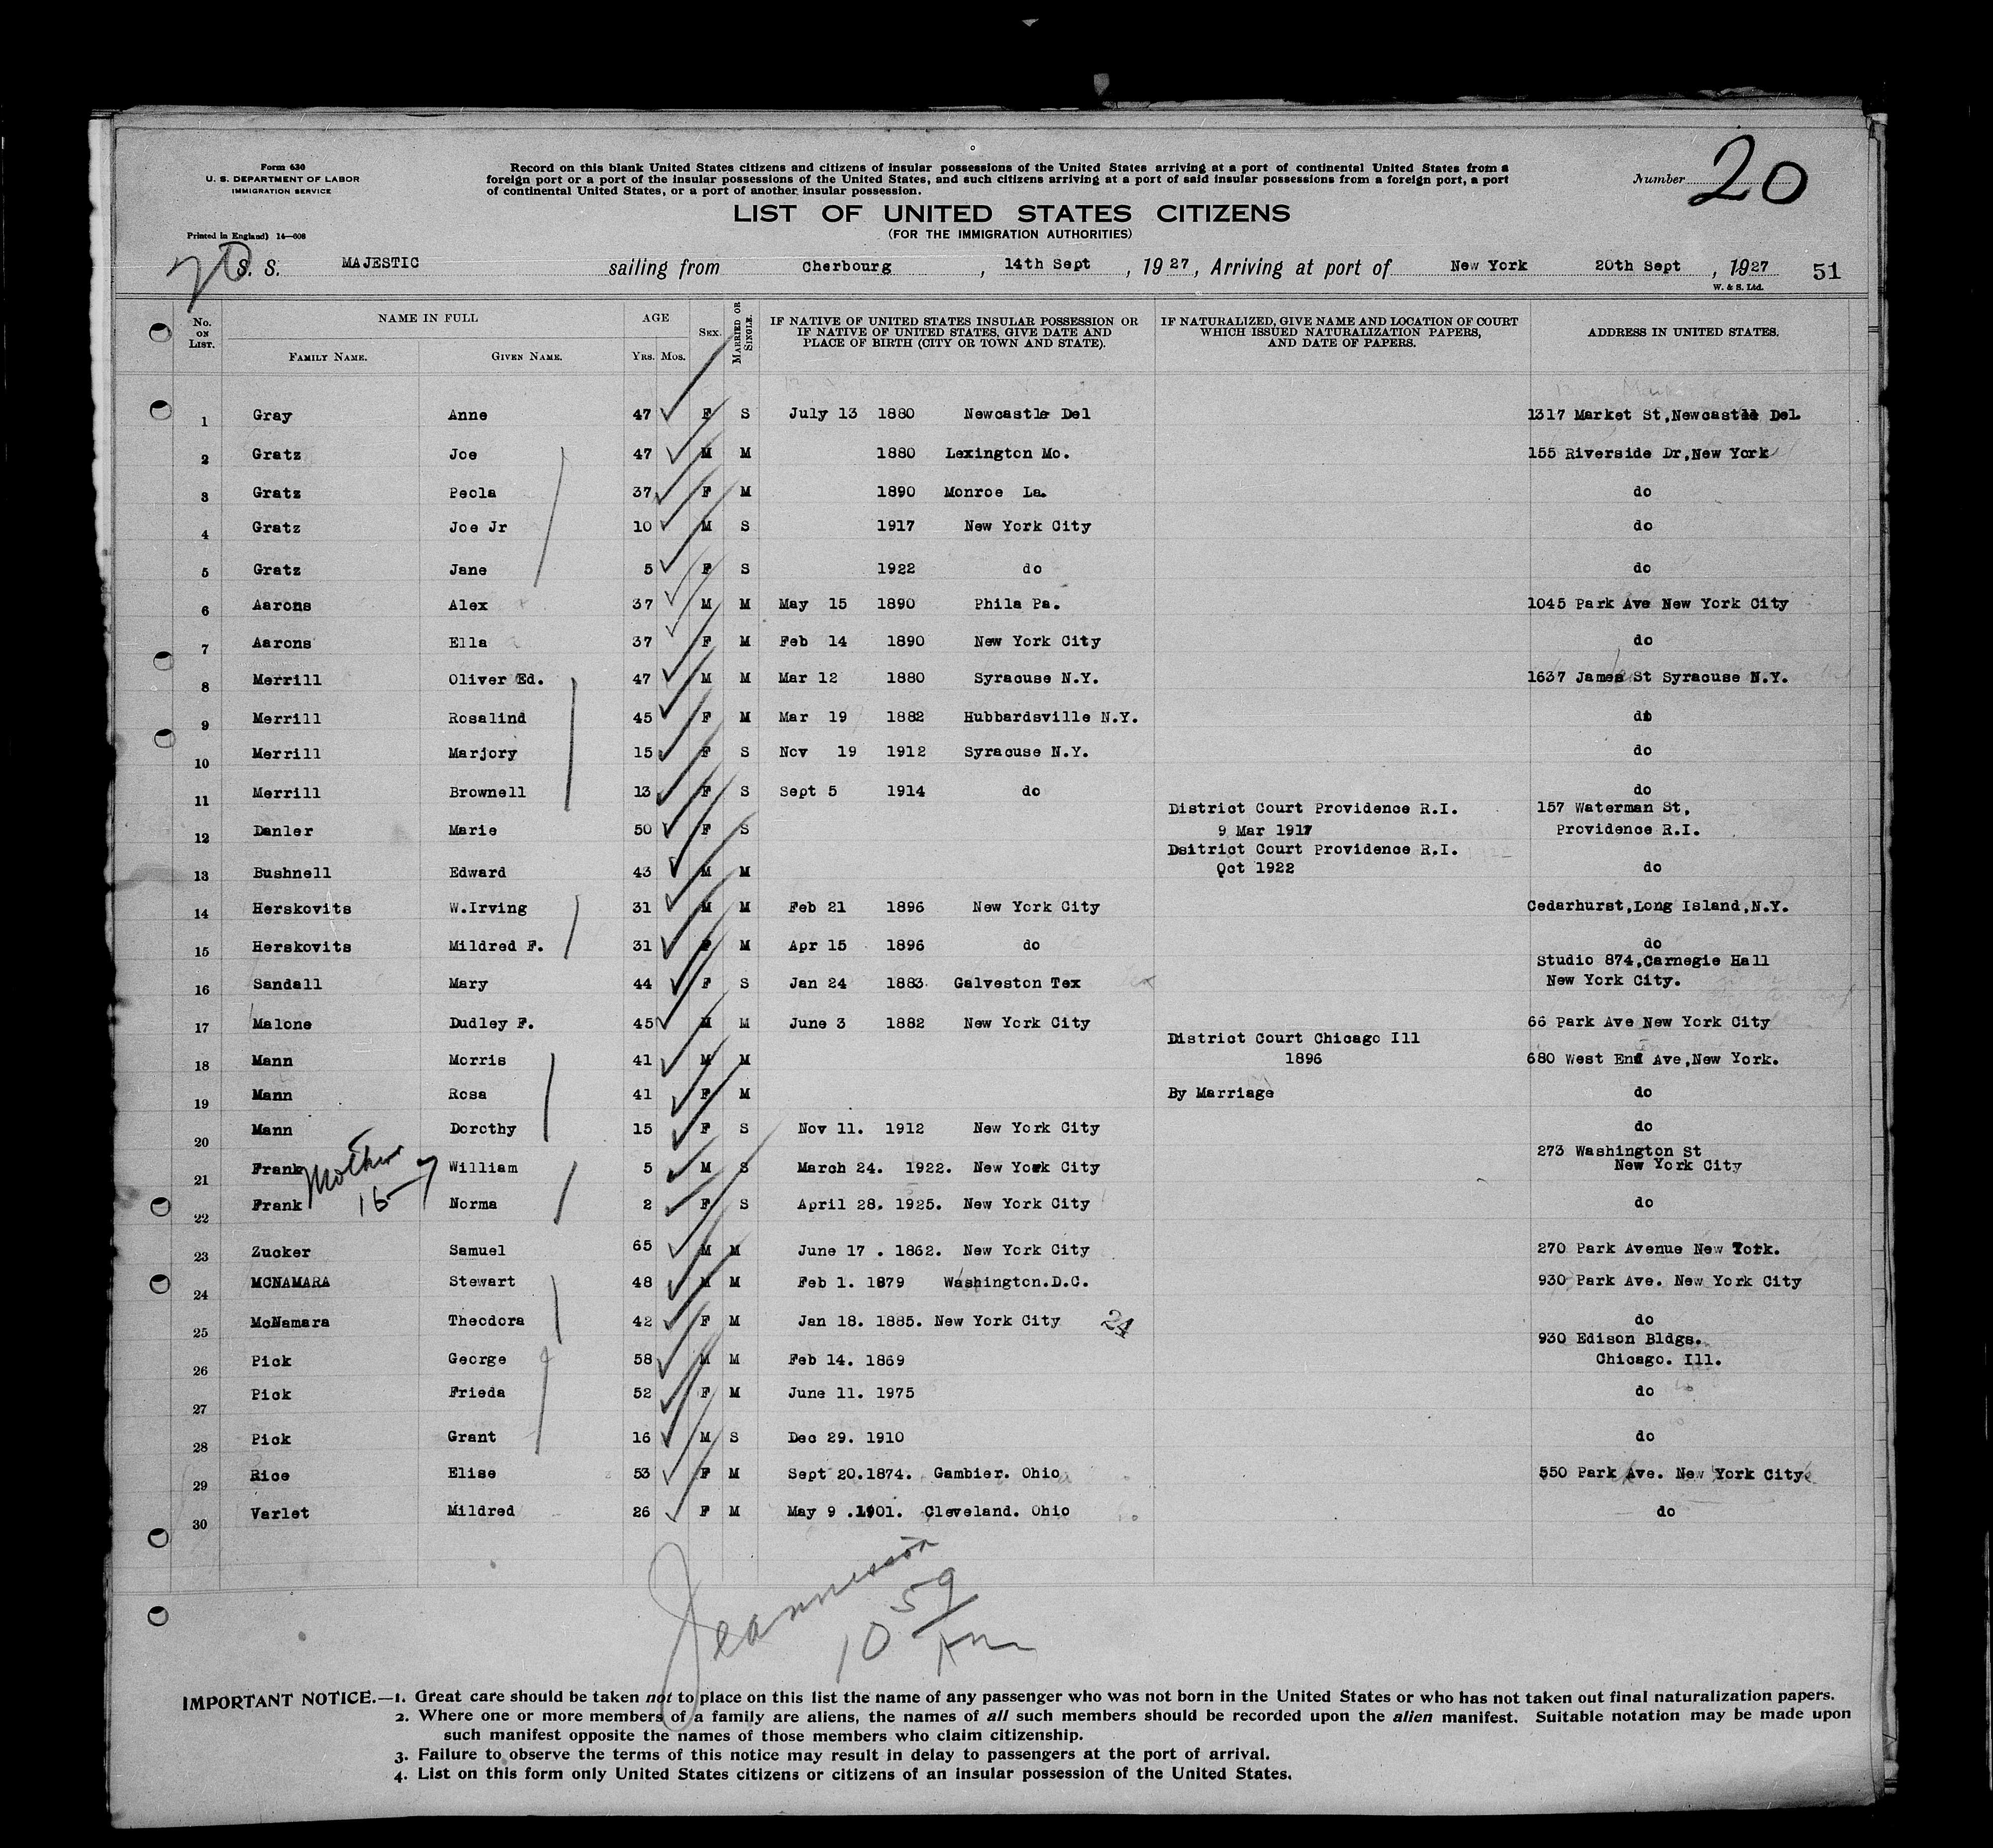 Form 630
U. S. DEPARTMENT OF LABOR
IMMIGRATION SERVICE
Printed in England) 14—608
Record on this blank United States citizens and citizens of insular possessions of the United States arriving at a port of continental United States from a
foreign port or a port of the insular possessions of the United States, and such citizens arriving at a port of said insular possessions from a foreign port, a port
of continental United States, or a port of another insular possession.
Number 20
LIST OF UNITED STATES CITIZENS
(FOR THE IMMIGRATION AUTHORITIES)
20
S. S. MAJESTIC sailing from Cherbourg, 14th Sept, 1927, Arriving at port of New York 20th Sept, 1927 51
W. & S. Ltd.
No. ON LIST. NAME IN FULL FAMILY NAME. GIVEN NAME. AGE YRS. MOS. SEX. MARRIED OR SINGLE. IF NATIVE OF UNITED STATES INSULAR POSSESSION OR IF NATIVE OF UNITED STATES, GIVE DATE AND PLACE OF BIRTH (CITY OR TOWN AND STATE). IF NATURALIZED, GIVE NAME AND LOCATION OF COURT WHICH ISSUED NATURALIZATION PAPERS, AND DATE OF PAPERS. ADDRESS IN UNITED STATES.
1 Gray Anne 47 F S July 13 1880 Newcastle Del 1317 Market St,Newcastle Del.
2 Gratz Joe 47 M M 1880 Lexington Mo. 155 Riverside Dr,New York
3 Gratz Peola 37 F M 1890 Monroe La. do
4 Gratz Joe Jr 10 M S 1917 New York City do
5 Gratz Jane 5 F S 1922 do do
6 Aarons Alex 37 M M May 15 1890 Phila Pa. 1045 Park Ave New York City
7 Aarons Ella 37 F M Feb 14 1890 New York City do
8 Merrill Oliver Ed. 47 M M Mar 12 1880 Syracuse N.Y. 1637 James St Syracuse N.Y.
9 Merrill Rosalind 45 F M Mar 19 1882 Hubbardsville N.Y. do
10 Merrill Marjory 15 F S Nov 19 1912 Syracuse N.Y. do
11 Merrill Brownell 13 F S Sept 5 1914 do do
12 Danler Marie 50 F S District Court Providence R.I. 9 Mar 1917 157 Waterman St, Providence R.I.
13 Bushnell Edward 43 M M Dsitrict Court Providence R.I. Oct 1922 do
14 Herskovits W.Irving 31 M M Feb 21 1896 New York City Cedarhurst,Long Island,N.Y.
15 Herskovits Mildred F. 31 F M Apr 15 1896 do do
16 Sandall Mary 44 F S Jan 24 1883 Galveston Tex Studio 874,Carnegie Hall New York City.
17 Malone Dudley F. 45 M M June 3 1882 New York City 66 Park Ave New York City
18 Mann Morris 41 M M District Court Chicago Ill 1896 680 West End Ave,New York.
19 Mann Rosa 41 F M By Marriage do
20 Mann Dorothy 15 F S Nov 11. 1912 New York City do
21 Frank William 5 M S March 24. 1922. New York City 273 Washington St New York City
Mother
16 7
22 Frank Norma 2 F S April 28. 1925. New York City do
23 Zucker Samuel 65 M M June 17 . 1862. New York City 270 Park Avenue New York.
24 MCNAMARA Stewart 48 M M Feb 1. 1879 Washington.D.C. 930 Park Ave. New York City
25 McNamara Theodora 42 F M Jan 18. 1885. New York City 24 do
26 Pick George 58 M M Feb 14. 1869 930 Edison Bldgs. Chicago. Ill.
27 Pick Frieda 52 F M June 11. 1975 do
28 Pick Grant 16 M S Dec 29. 1910 do
29 Rice Elise 53 F M Sept 20.1874. Gambier. Ohio 550 Park Ave. New York City
30 Varlet Mildred 26 F M May 9 .1901. Cleveland. Ohio do
10 59
IMPORTANT NOTICE.—1. Great care should be taken not to place on this list the name of any passenger who was not born in the United States or who has not taken out final naturalization papers.
2. Where one or more members of a family are aliens, the names of all such members should be recorded upon the alien manifest. Suitable notation may be made upon
such manifest opposite the names of those members who claim citizenship.
3. Failure to observe the terms of this notice may result in delay to passengers at the port of arrival.
4. List on this form only United States citizens or citizens of an insular possession of the United States.